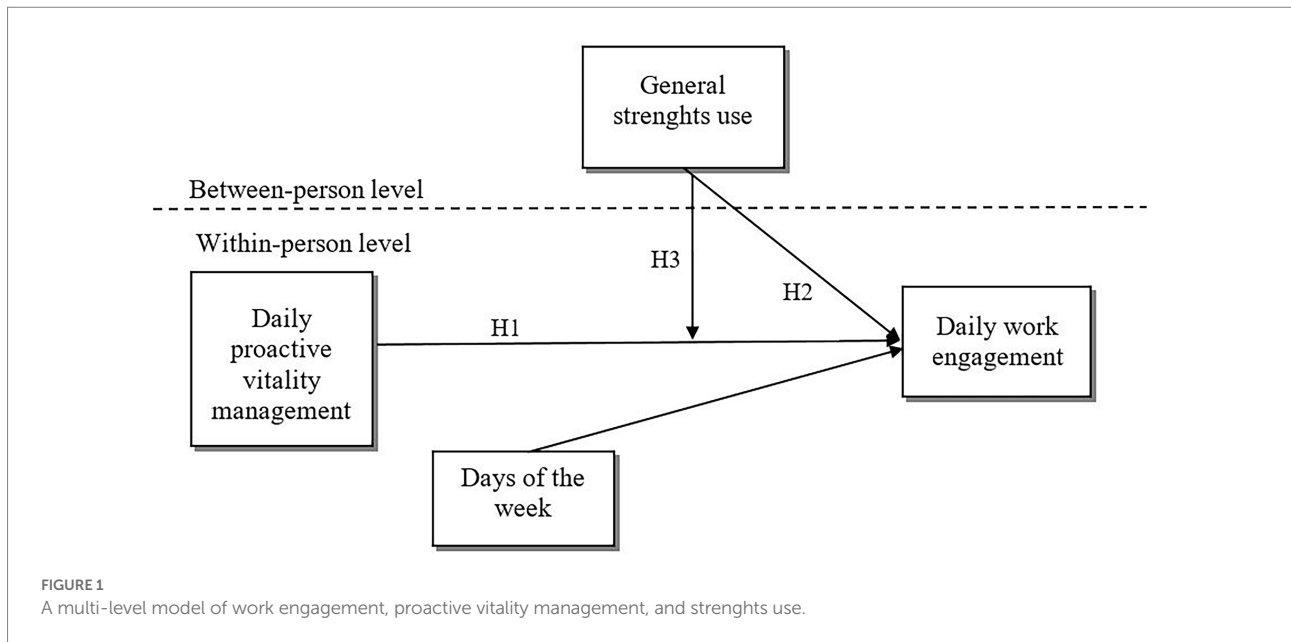 General
strenghts use
Between-person level
Within-person level
H3
H2
Daily
proactive
vitality
management
H1
Daily work
engagement
Days of the
week
FIGURE 1
A multi-level model of work engagement, proactive vitality management, and strenghts use.